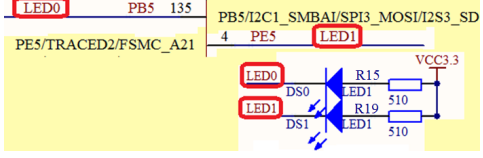 LED0 PB5 135 PB5/I2C1_SMBAI/SPI3_MOSI/I2S3_SD
PE5/TRACED2/FSMC_A21 4 PE5 LED1
VCC3.3
LED0 R15
DS0 LED1 510
LED1 R19
DS1 LED1 510